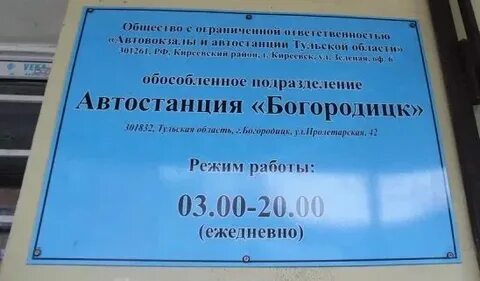 VEKA
Общество с ограниченной ответственностью
«Автовокзалы и автостанции Тульской области»
301261, РФ, Киреевский район, г. Киреевск, ул. Зеленая, оф. 6
обособленное подразделение
Автостанция «Богородицк»
301832, Тульская область, г.Богородицк, ул.Пролетарская, 42
Режим работы:
03.00-20.00
(ежедневно)